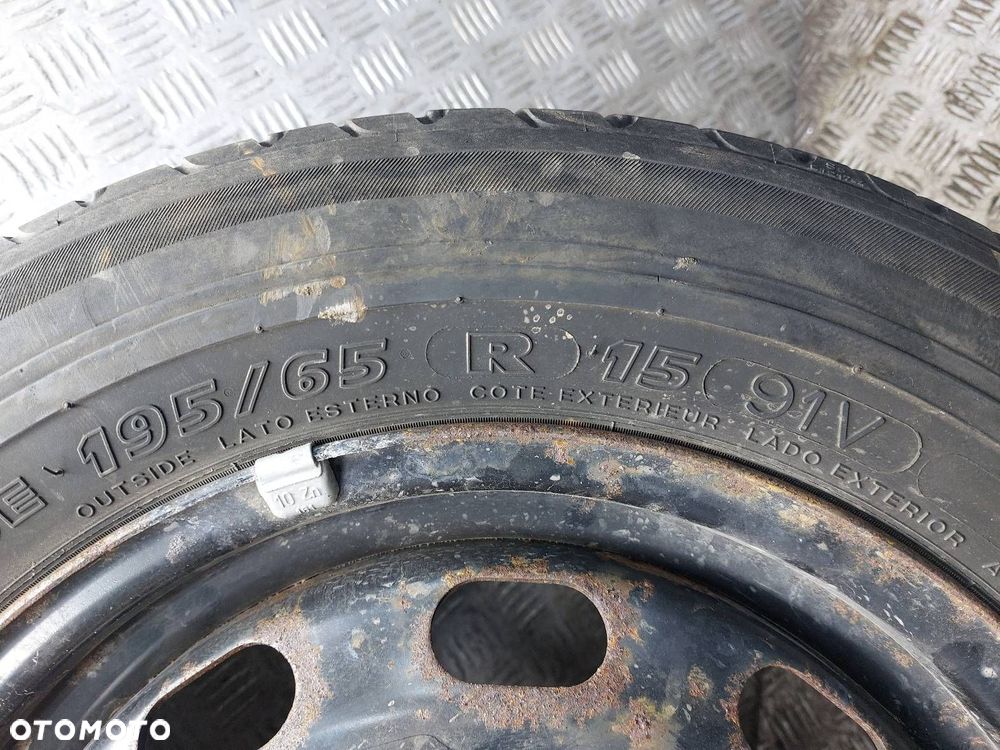 E 195/65 R 15 91V
OUTSIDE LATO ESTERNO COTE EXTERIEUR LADO EXTERIOR A
10 Zn
OTOMOTO